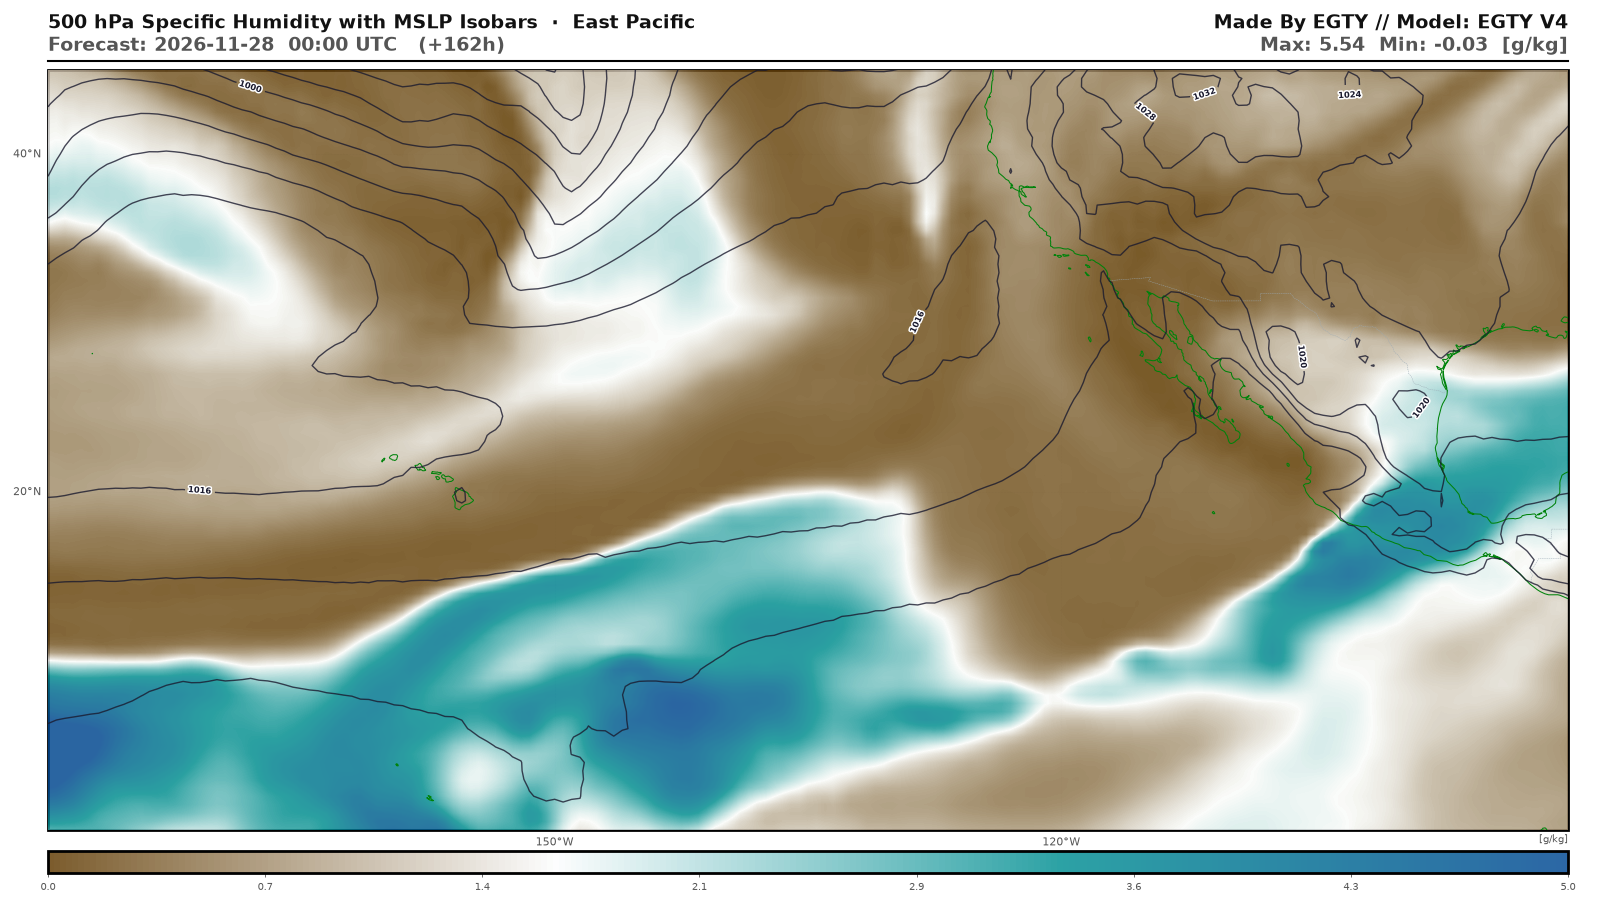 500 hPa Specific Humidity with MSLP Isobars · East Pacific
Made By EGTY // Model: EGTY V4
Forecast: 2026-11-28 00:00 UTC (+162h)
Max: 5.54 Min: -0.03 [g/kg]
1000
1032
1024
1028
40°N
1016
1020
1020
20°N
1016
150°W
120°W
[g/kg]
0.0
0.7
1.4
2.1
2.9
3.6
4.3
5.0